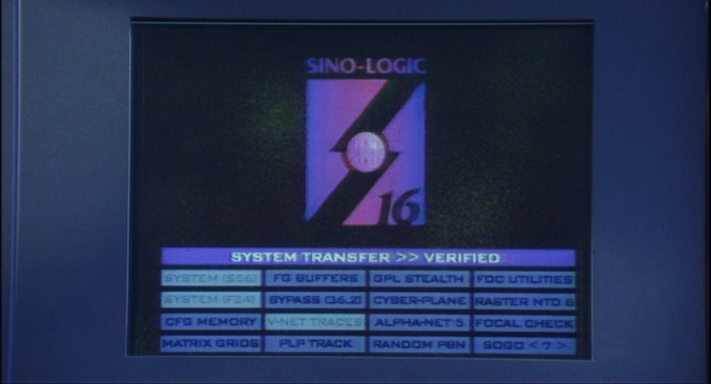 SINO-LOGIC
16
SYSTEM TRANSFER >> VERIFIED
SYSTEM (S56) FG BUFFERS GPL STEALTH FDC UTILITIES
SYSTEM (F24) BYPASS (36.2) CYBER-PLANE RASTER NTD 6
CFG MEMORY V-NET TRACES ALPHA-NET 5 FOCAL CHECK
MATRIX GRIDS PLP TRACK RANDOM PBN SOGO < 7 >